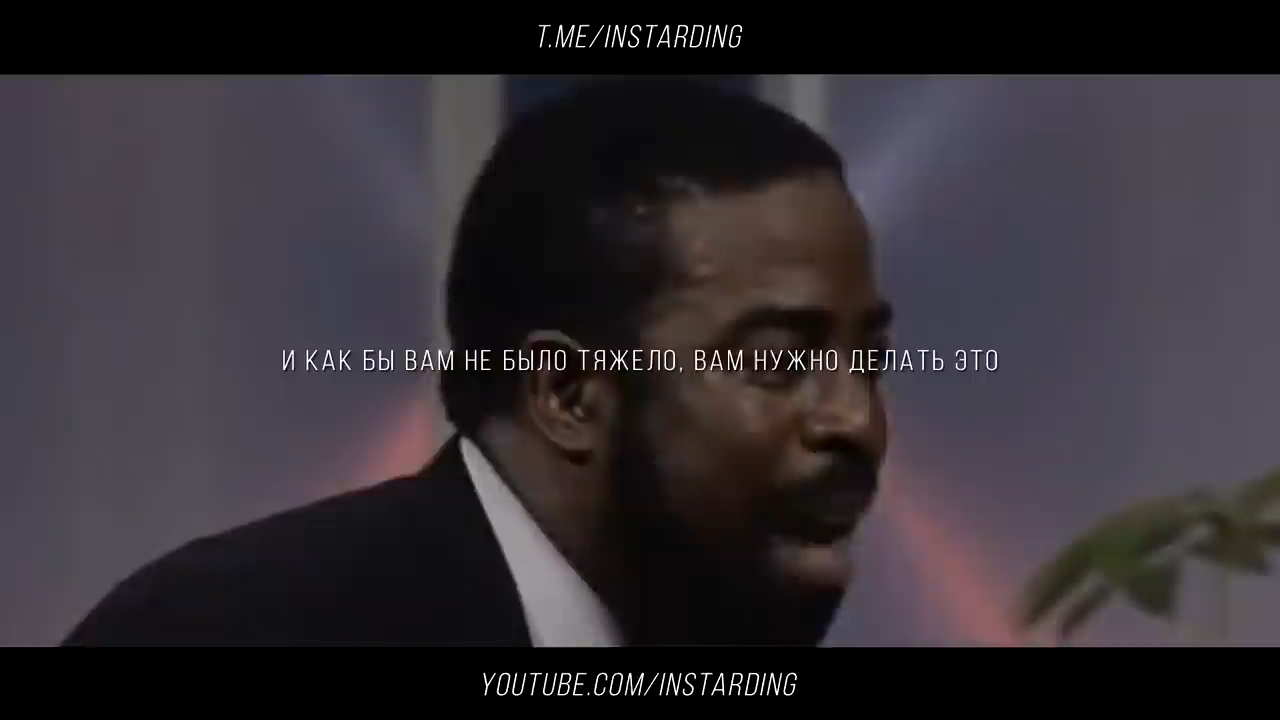 T.ME/INSTARDING
И КАК БЫ ВАМ НЕ БЫЛО ТЯЖЕЛО, ВАМ НУЖНО ДЕЛАТЬ ЭТО
YOUTUBE.COM/INSTARDING